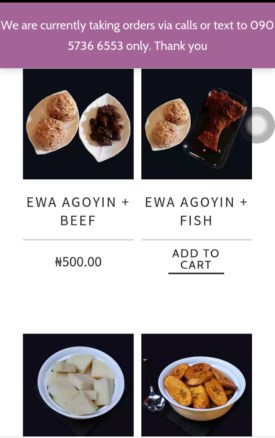 We are currently taking orders via calls or text to 090
5736 6553 only. Thank you
EWA AGOYIN +
BEEF
₦500.00
EWA AGOYIN +
FISH
ADD TO
CART